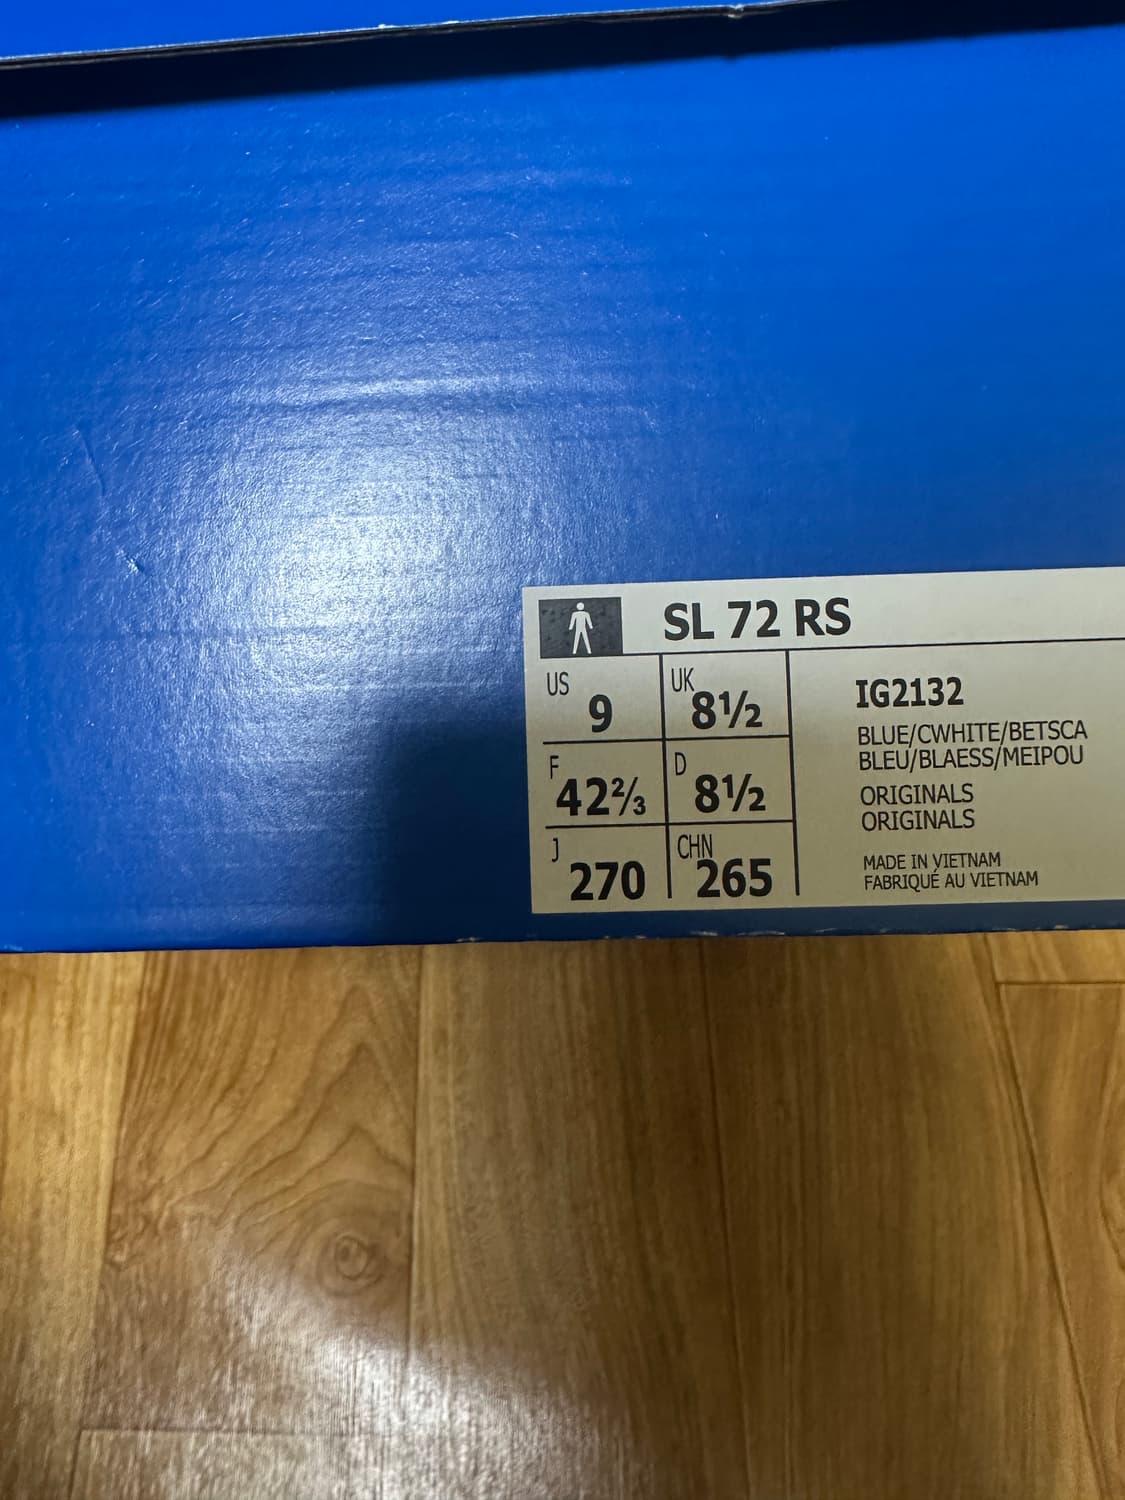 SL 72 RS
US 9 UK 8½
F 42⅔ D 8½
J 270 CHN 265
IG2132
BLUE/CWHITE/BETSCA
BLEU/BLAESS/MEIPOU
ORIGINALS
ORIGINALS
MADE IN VIETNAM
FABRIQUÉ AU VIETNAM